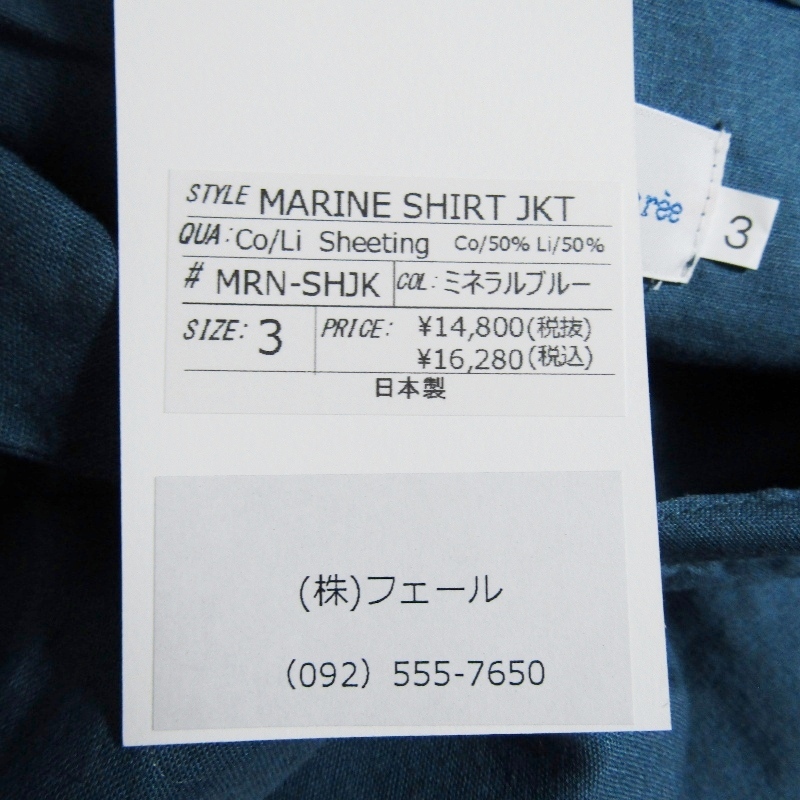 STYLE MARINE SHIRT JKT
QUA: Co/Li Sheeting Co/50% Li/50%
# MRN-SHJK COL: ミネラルブルー
SIZE: 3 PRICE: ¥14,800(税抜)
¥16,280(税込)
日本製
(株)フェール
(092) 555-7650
3